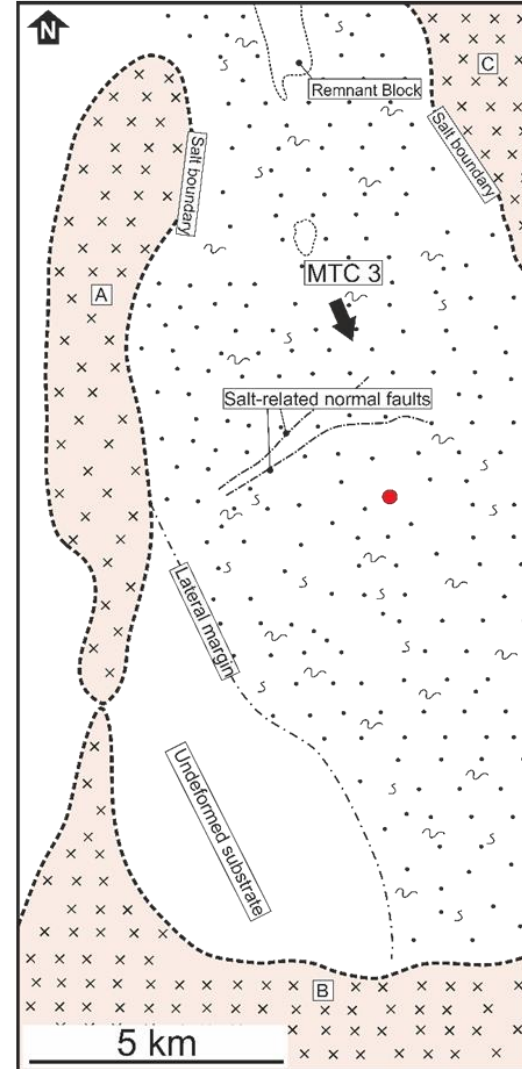 N
C
Remnant Block
Salt boundary
Salt boundary
MTC 3
A
Salt-related normal faults
Lateral margin
Undeformed substrate
B
5 km